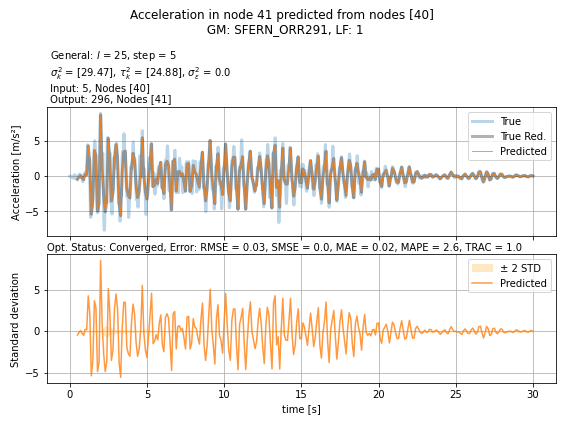 Acceleration in node 41 predicted from nodes [40]
GM: SFERN_ORR291, LF: 1
General: l = 25, step = 5
σ²ₖ = [29.47], τ²ₖ = [24.88], σ²ε = 0.0
Input: 5, Nodes [40]
Output: 296, Nodes [41]
Acceleration [m/s²]
5
0
−5
True
True Red.
Predicted
Opt. Status: Converged, Error: RMSE = 0.03, SMSE = 0.0, MAE = 0.02, MAPE = 2.6, TRAC = 1.0
Standard deviation
5
0
−5
± 2 STD
Predicted
0 5 10 15 20 25 30
time [s]